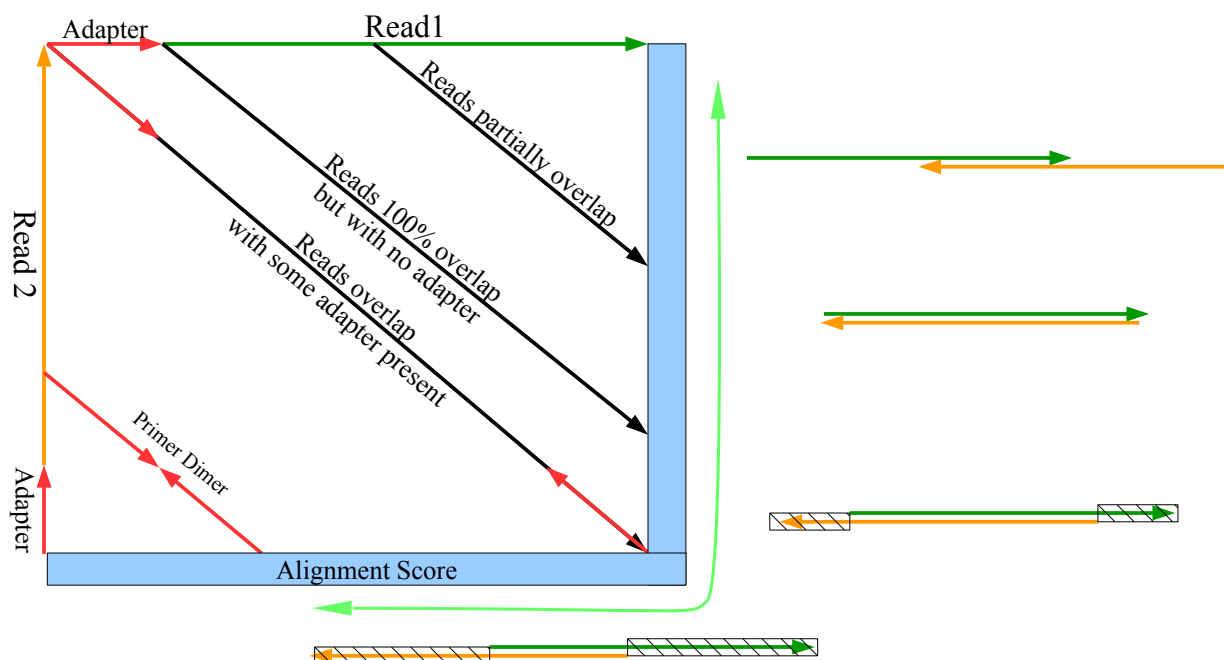 Adapter
Read1
Reads partially overlap
Reads 100% overlap
but with no adapter
Reads overlap
with some adapter present
Read 2
Primer Dimer
Adapter
Alignment Score